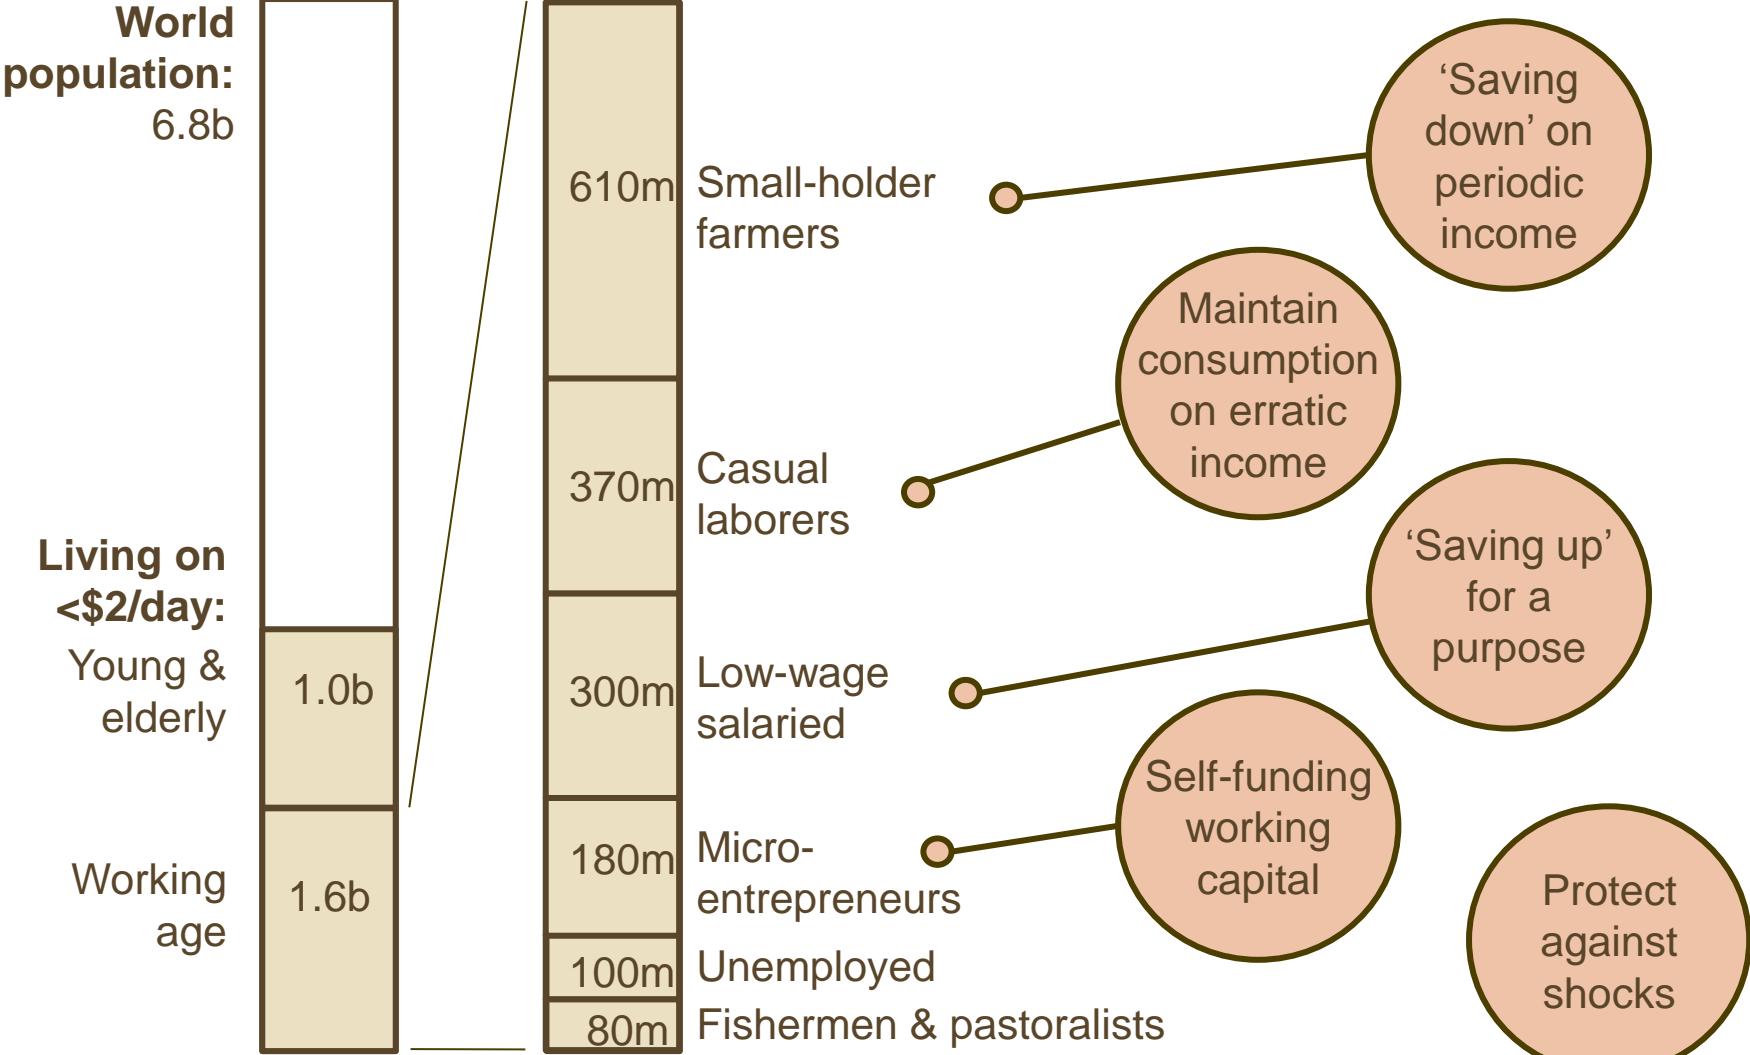 World
population:
6.8b
Living on
<$2/day:
Young &
elderly
1.0b
Working
age
1.6b
610m
Small-holder
farmers
370m
Casual
laborers
300m
Low-wage
salaried
180m
Micro-
entrepreneurs
100m
Unemployed
80m
Fishermen & pastoralists
‘Saving
down’ on
periodic
income
Maintain
consumption
on erratic
income
‘Saving up’
for a
purpose
Self-funding
working
capital
Protect
against
shocks